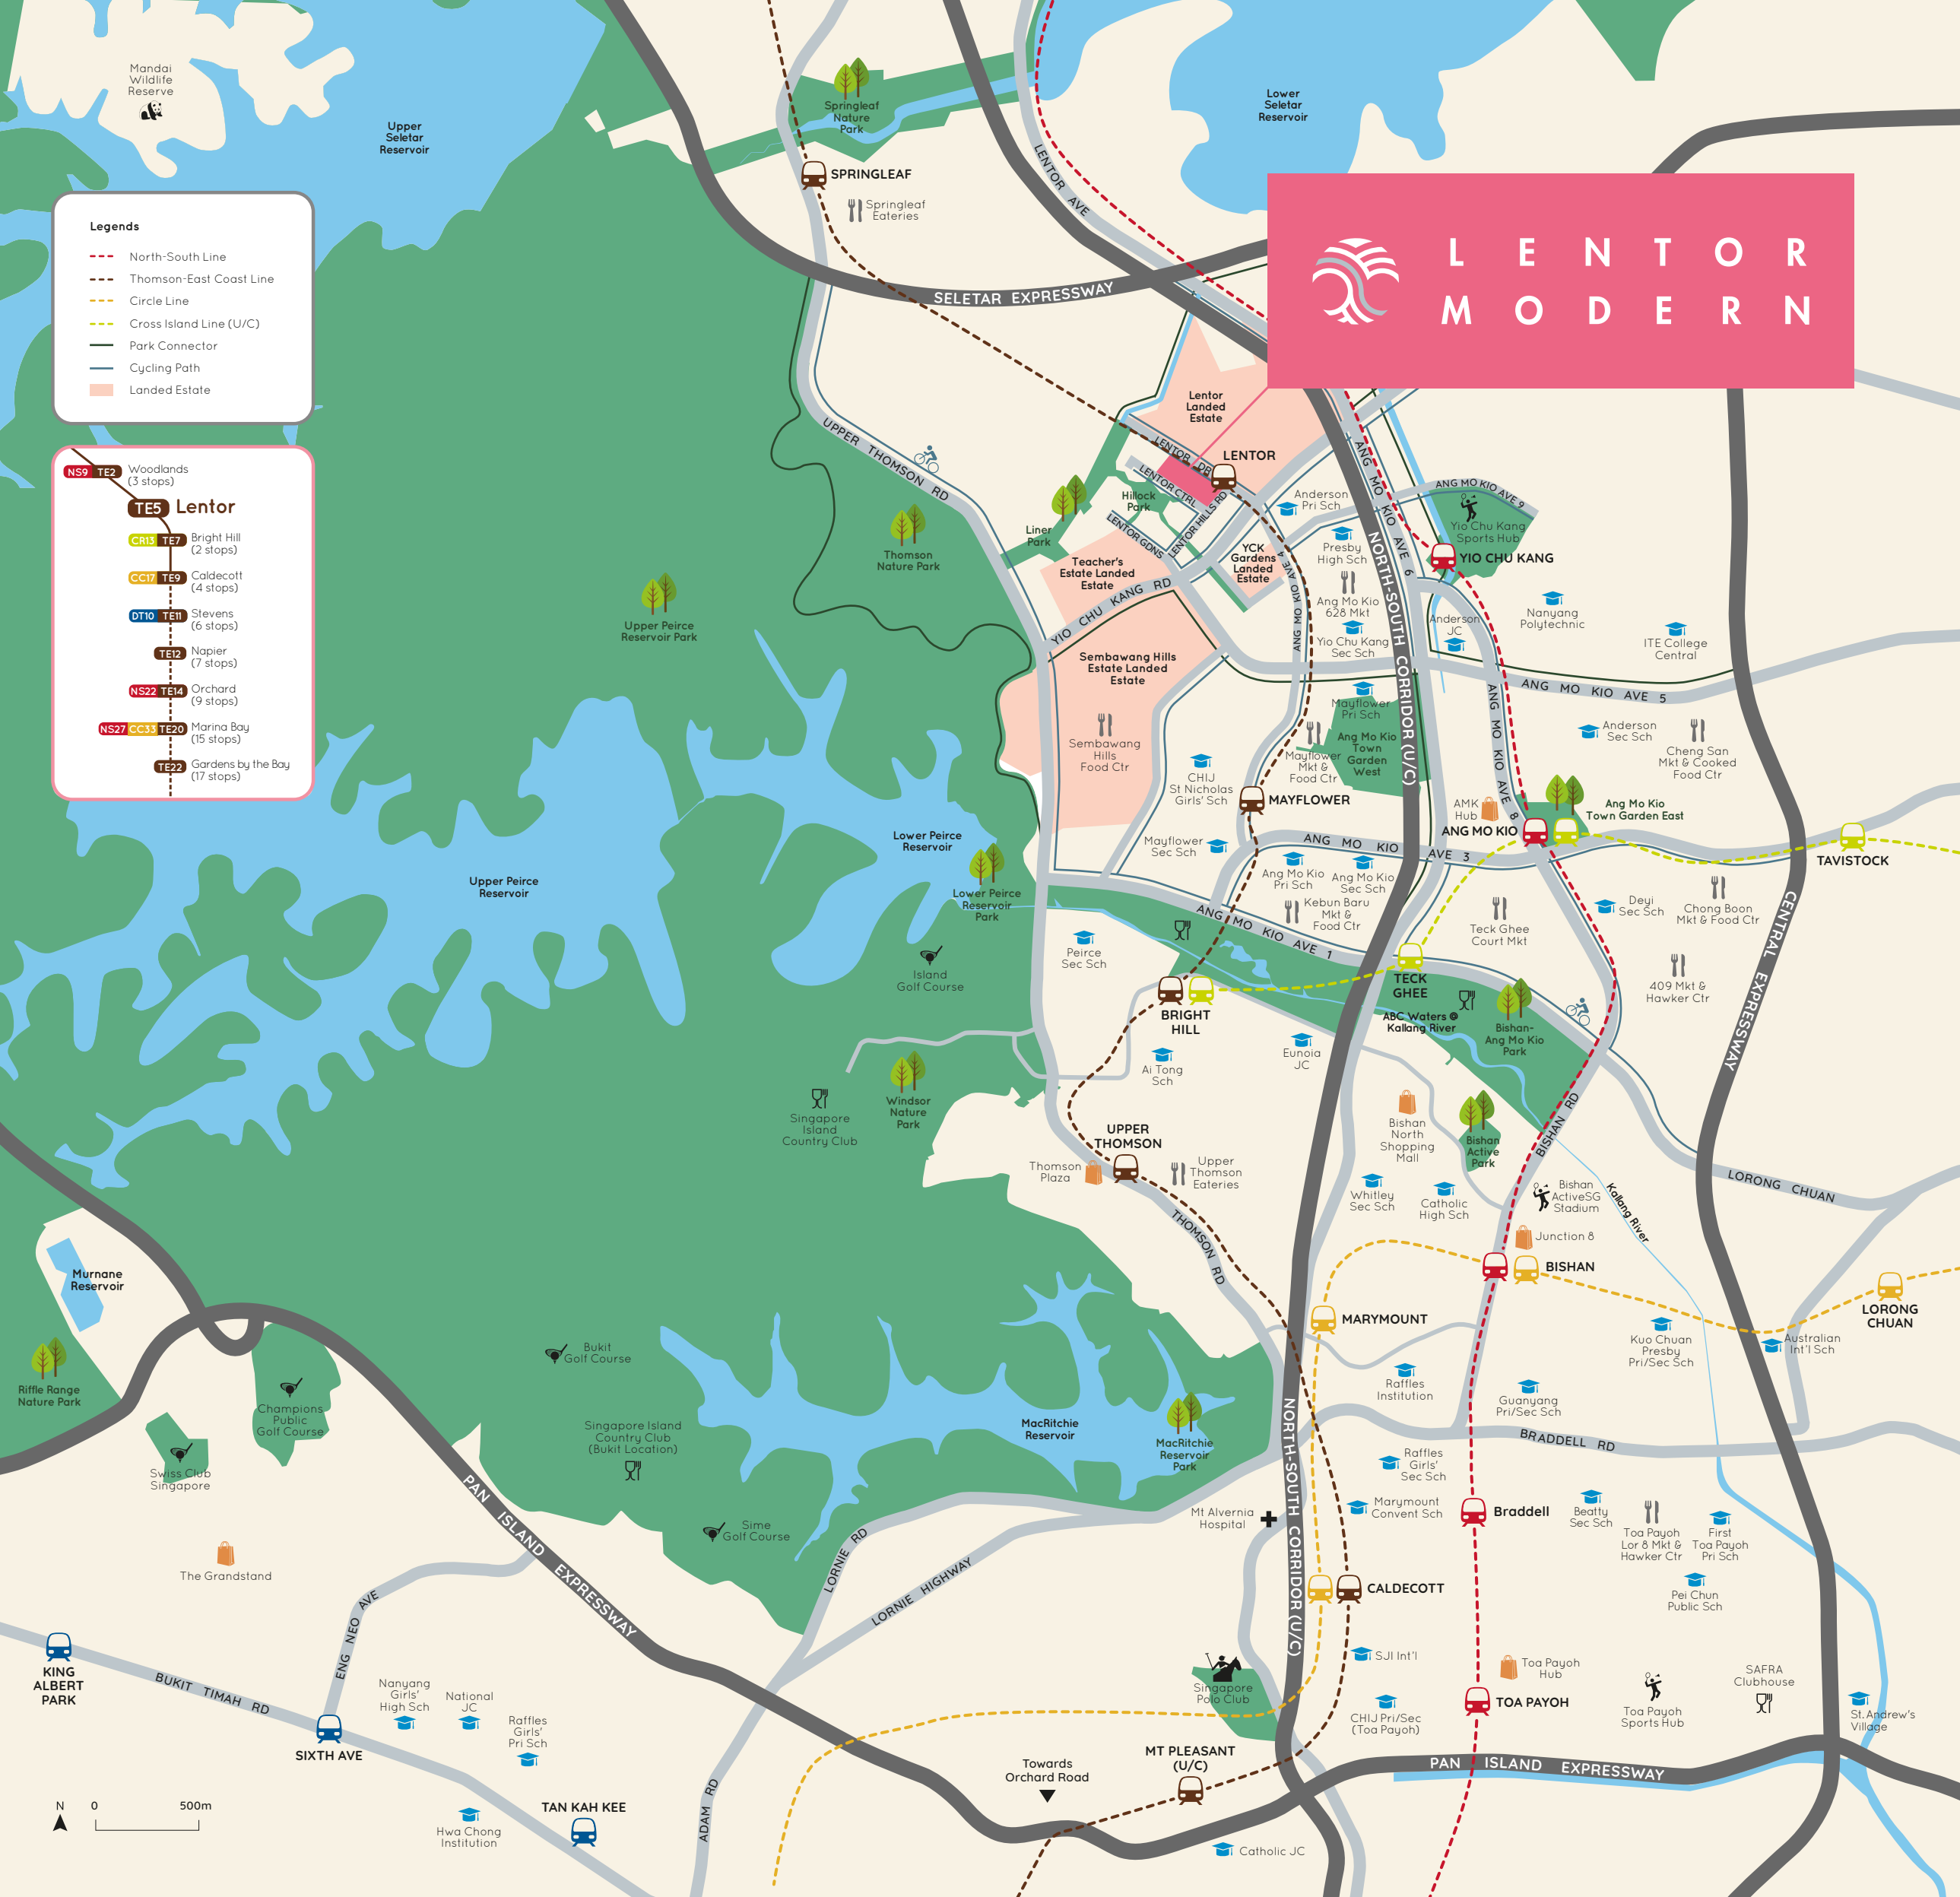 Mandai
Wildlife
Reserve
Upper
Seletar
Reservoir
Springleaf
Nature
Park
Lower
Seletar
Reservoir
SPRINGLEAF
Springleaf
Eateries
LENTOR AVE
SELETAR EXPRESSWAY
LENTOR
MODERN
Legends
North-South Line
Thomson-East Coast Line
Circle Line
Cross Island Line (U/C)
Park Connector
Cycling Path
Landed Estate
NS9 TE2 Woodlands
(3 stops)
TE5 Lentor
CR13 TE7 Bright Hill
(2 stops)
CC17 TE9 Caldecott
(4 stops)
DT10 TE11 Stevens
(6 stops)
TE12 Napier
(7 stops)
NS22 TE14 Orchard
(9 stops)
NS27 CC33 TE20 Marina Bay
(15 stops)
TE22 Gardens by the Bay
(17 stops)
Lentor
Landed
Estate
UPPER THOMSON RD
LENTOR DR
LENTOR
LENTOR CTRL
Hillock
Park
LENTOR HILLS RD
LENTOR GDNS
Liner
Park
Thomson
Nature Park
Upper Peirce
Reservoir Park
Teacher's
Estate Landed
Estate
YCK
Gardens
Landed
Estate
YIO CHU KANG RD
Sembawang Hills
Estate Landed
Estate
Sembawang
Hills
Food Ctr
Anderson
Pri Sch
Presby
High Sch
Ang Mo Kio
628 Mkt
Yio Chu Kang
Sec Sch
ANG MO KIO AVE 4
ANG MO KIO AVE 6
NORTH-SOUTH CORRIDOR (U/C)
ANG MO KIO AVE 9
Yio Chu Kang
Sports Hub
YIO CHU KANG
Nanyang
Polytechnic
Anderson
JC
ITE College
Central
ANG MO KIO AVE 5
ANG MO KIO AVE 8
Mayflower
Pri Sch
Ang Mo Kio
Town
Garden
West
Mayflower
Mkt &
Food Ctr
CHIJ
St Nicholas
Girls' Sch
MAYFLOWER
Anderson
Sec Sch
Cheng San
Mkt & Cooked
Food Ctr
AMK
Hub
ANG MO KIO
Ang Mo Kio
Town Garden East
TAVISTOCK
Mayflower
Sec Sch
ANG MO KIO AVE 3
Ang Mo Kio
Pri Sch
Ang Mo Kio
Sec Sch
Kebun Baru
Mkt &
Food Ctr
ANG MO KIO AVE 1
Teck Ghee
Court Mkt
Deyi
Sec Sch
Chong Boon
Mkt & Food Ctr
409 Mkt &
Hawker Ctr
CENTRAL EXPRESSWAY
Lower Peirce
Reservoir
Lower Peirce
Reservoir
Park
Upper Peirce
Reservoir
Peirce
Sec Sch
Island
Golf Course
BRIGHT
HILL
TECK
GHEE
ABC Waters @
Kallang River
Bishan-
Ang Mo Kio
Park
Eunoia
JC
Ai Tong
Sch
Windsor
Nature
Park
Singapore
Island
Country Club
UPPER
THOMSON
Thomson
Plaza
Upper
Thomson
Eateries
THOMSON RD
Bishan
North
Shopping
Mall
Bishan
Active
Park
BISHAN RD
Whitley
Sec Sch
Catholic
High Sch
Bishan
ActiveSG
Stadium
Kallang River
LORONG CHUAN
Junction 8
BISHAN
MARYMOUNT
LORONG
CHUAN
Kuo Chuan
Presby
Pri/Sec Sch
Australian
Int'l Sch
Raffles
Institution
Guanyang
Pri/Sec Sch
BRADDELL RD
Murnane
Reservoir
Riffle Range
Nature Park
Champions
Public
Golf Course
Swiss Club
Singapore
The Grandstand
Bukit
Golf Course
Singapore Island
Country Club
(Bukit Location)
Sime
Golf Course
MacRitchie
Reservoir
MacRitchie
Reservoir
Park
PAN ISLAND EXPRESSWAY
LORNIE RD
LORNIE HIGHWAY
Mt Alvernia
Hospital
NORTH-SOUTH CORRIDOR (U/C)
Raffles
Girls'
Sec Sch
Marymount
Convent Sch
Braddell
Beatty
Sec Sch
Toa Payoh
Lor 8 Mkt &
Hawker Ctr
First
Toa Payoh
Pri Sch
Pei Chun
Public Sch
CALDECOTT
SJI Int'l
Singapore
Polo Club
CHIJ Pri/Sec
(Toa Payoh)
Toa Payoh
Hub
TOA PAYOH
Toa Payoh
Sports Hub
SAFRA
Clubhouse
St. Andrew's
Village
KING
ALBERT
PARK
BUKIT TIMAH RD
ENG NEO AVE
SIXTH AVE
Nanyang
Girls'
High Sch
National
JC
Raffles
Girls'
Pri Sch
TAN KAH KEE
Hwa Chong
Institution
ADAM RD
Towards
Orchard Road
MT PLEASANT
(U/C)
PAN ISLAND EXPRESSWAY
Catholic JC
N 0 500m